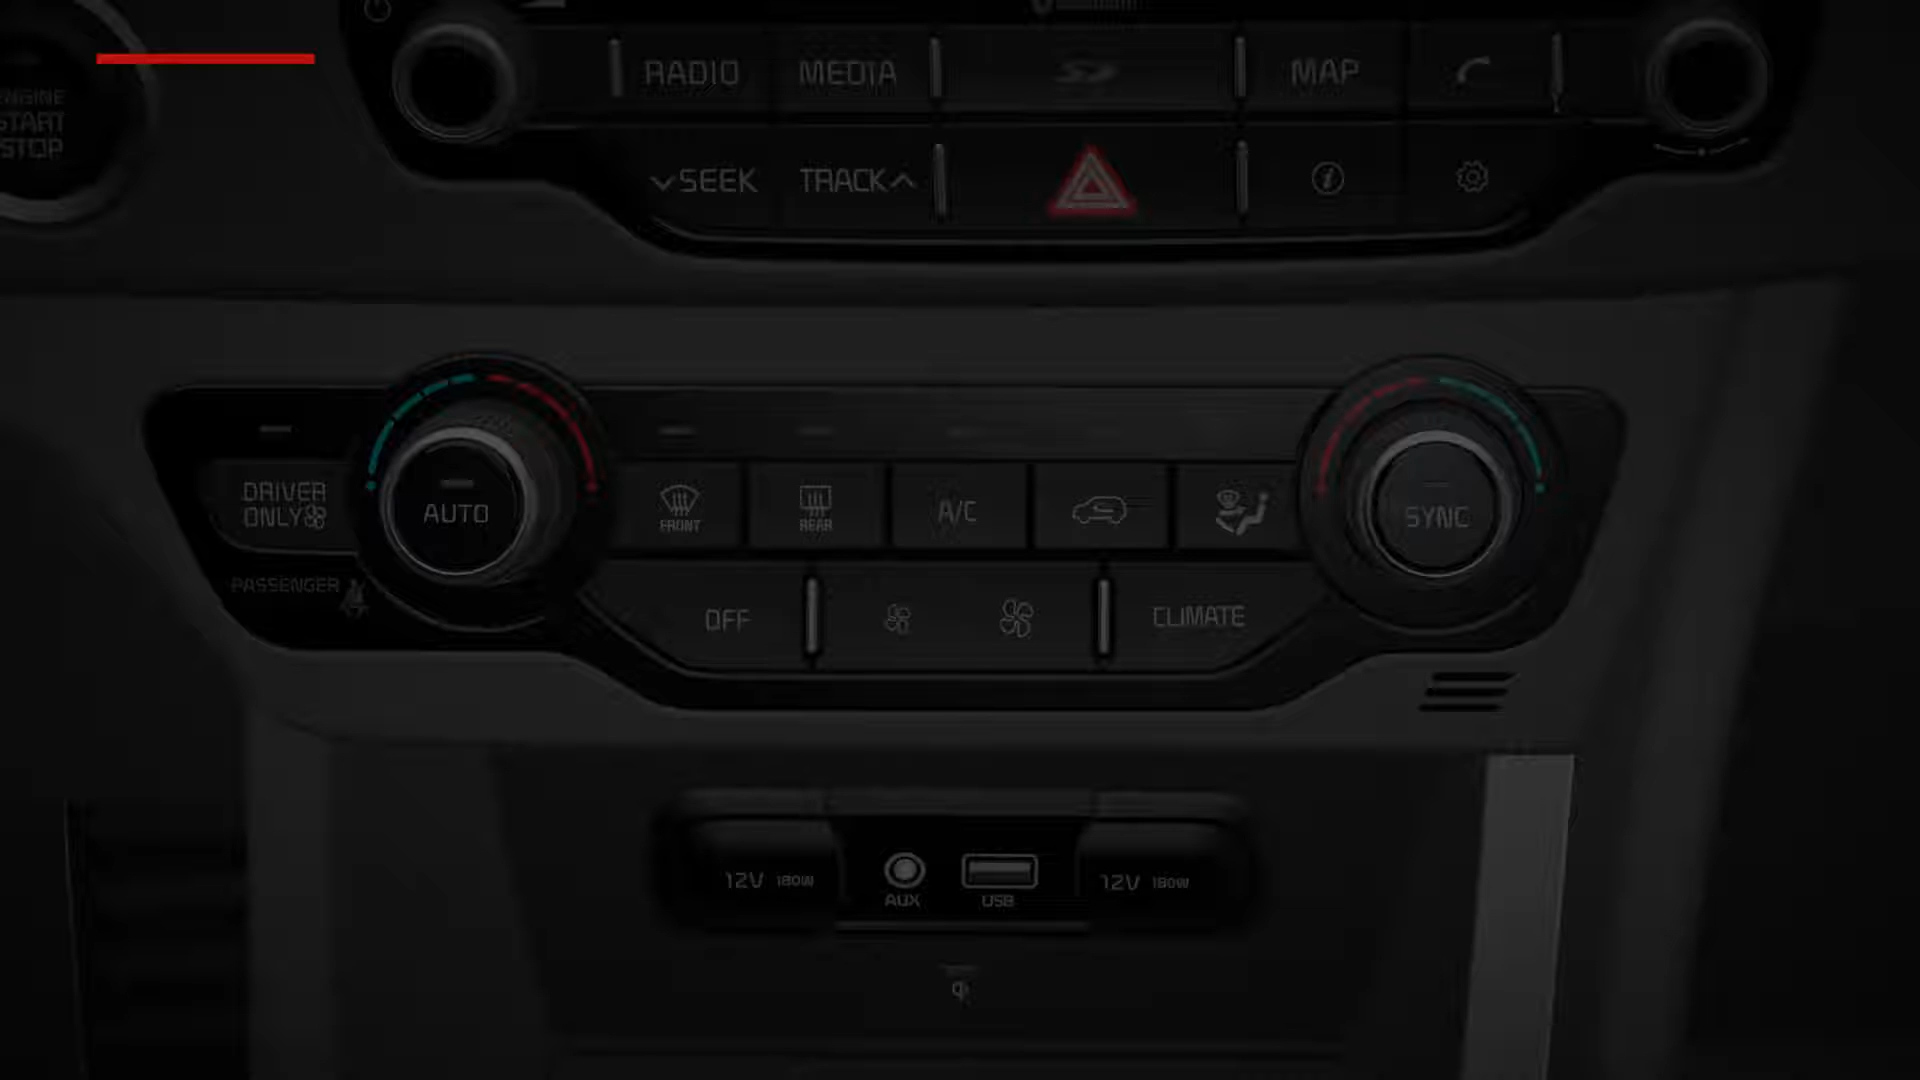 ENGINE
START
STOP
RADIO MEDIA MAP
SEEK TRACK
DRIVER
ONLY
AUTO
FRONT
REAR
A/C
SYNC
PASSENGER
OFF
CLIMATE
12V 180W
AUX
USB
12V 180W